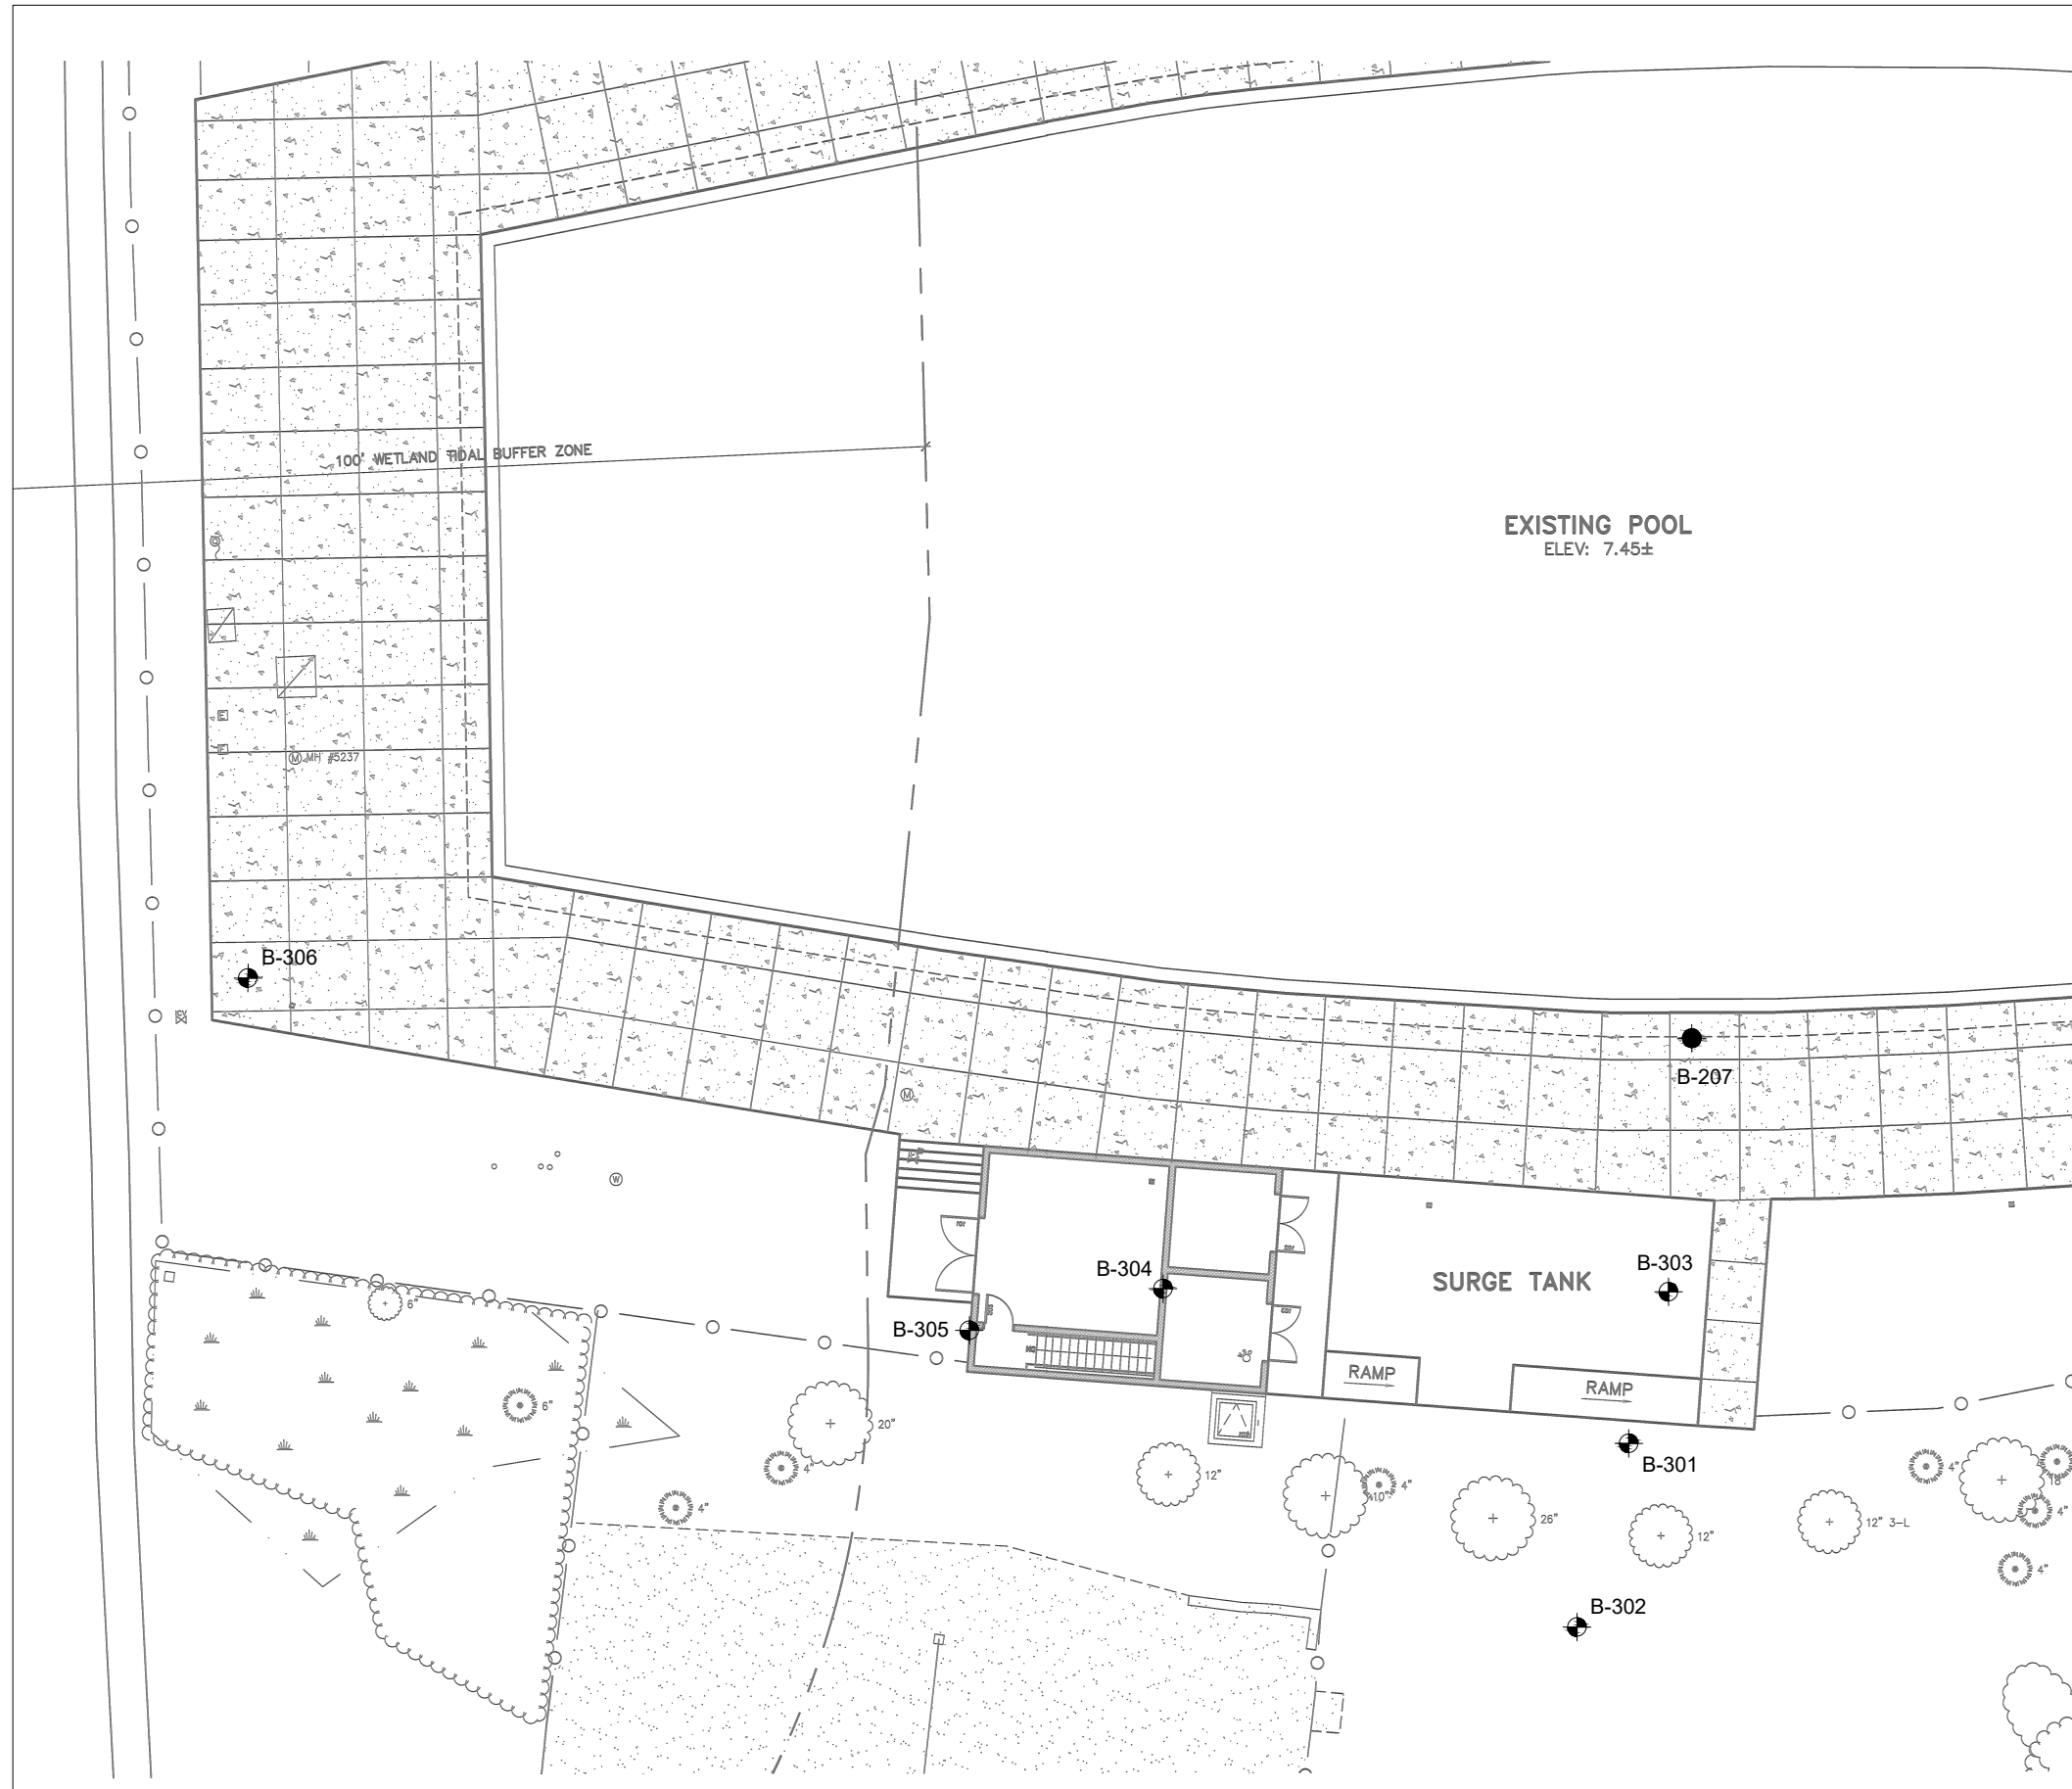 100' WETLAND TIDAL BUFFER ZONE
EXISTING POOL
ELEV: 7.45±
E
MH #5237
M
B-306
B-207
M
W
B-304
B-303
SURGE TANK
B-305
RAMP
RAMP
6"
6"
20"
4"
4"
12"
4"
10"
26"
B-301
12"
12" 3-L
4"
18"
4"
4"
B-302